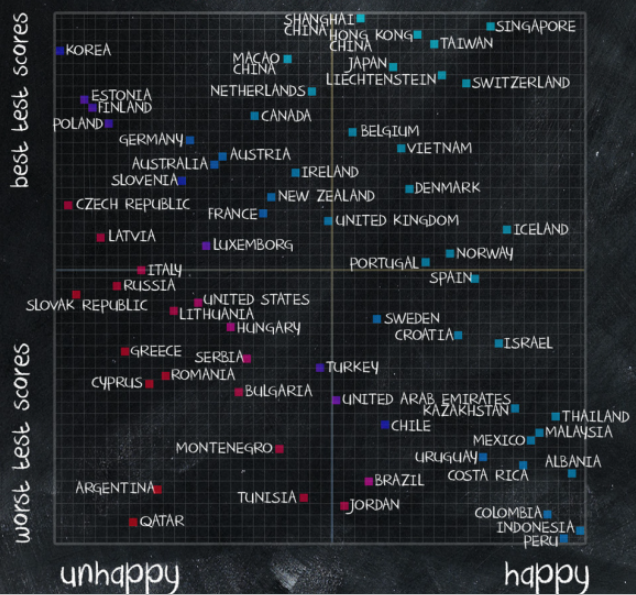 SHANGHAI
CHINA
SINGAPORE
HONG KONG
CHINA
TAIWAN
KOREA
MACAO
CHINA
JAPAN
LIECHTENSTEIN
SWITZERLAND
NETHERLANDS
ESTONIA
FINLAND
POLAND
CANADA
BELGIUM
GERMANY
VIETNAM
AUSTRIA
AUSTRALIA
IRELAND
SLOVENIA
DENMARK
NEW ZEALAND
CZECH REPUBLIC
FRANCE
UNITED KINGDOM
ICELAND
LATVIA
LUXEMBORG
NORWAY
PORTUGAL
ITALY
SPAIN
RUSSIA
SLOVAK REPUBLIC
UNITED STATES
LITHUANIA
SWEDEN
HUNGARY
CROATIA
ISRAEL
GREECE
SERBIA
TURKEY
ROMANIA
CYPRUS
BULGARIA
UNITED ARAB EMIRATES
KAZAKHSTAN
THAILAND
CHILE
MALAYSIA
MEXICO
MONTENEGRO
URUGUAY
ALBANIA
COSTA RICA
BRAZIL
ARGENTINA
TUNISIA
JORDAN
COLOMBIA
QATAR
INDONESIA
PERU
best test scores
worst test scores
unhappy
happy